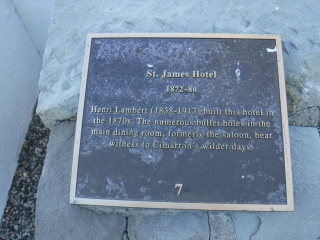 St. James Hotel
1872-80
Henri Lambert (1838-1913) built this hotel in
the 1870s. The numerous bullet holes in the
main dining room, formerly the saloon, bear
witness to Cimarron's wilder days.
7